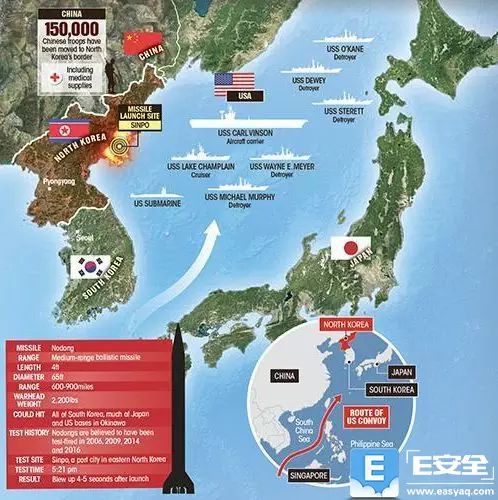 CHINA
150,000
Chinese troops have
been moved to North
Korea's border
Including
medical
supplies
CHINA
USS O'KANE
Detroyer
USS DEWEY
Detroyer
USS STERETT
Detroyer
USA
MISSILE
LAUNCH SITE
SINPO
NORTH KOREA
USS CARL VINSON
Aircraft carrier
USS LAKE CHAMPLAIN
Cruiser
USS WAYNE E. MEYER
Detroyer
Pyongyang
US SUBMARINE
USS MICHAEL MURPHY
Detroyer
Seoul
SOUTH KOREA
JAPAN
MISSILE Nodong
RANGE Medium-range ballistic missile
LENGTH 4ft
DIAMETER 65ft
RANGE 600-900miles
WARHEAD
WEIGHT 2,200lbs
COULD HIT All of South Korea, much of Japan
and US bases in Okinawa
TEST HISTORY Nodongs are believed to have been
test-fired in 2006, 2009, 2014
and 2016
TEST SITE Sinpo, a port city in eastern North Korea
TEST TIME 5:21 pm
RESULT Blew up 4-5 seconds after launch
NORTH KOREA
CHINA
JAPAN
SOUTH KOREA
ROUTE OF
US CONVOY
South
China
Sea
Philippine Sea
SINGAPORE
E
E安全
www.easyaq.com